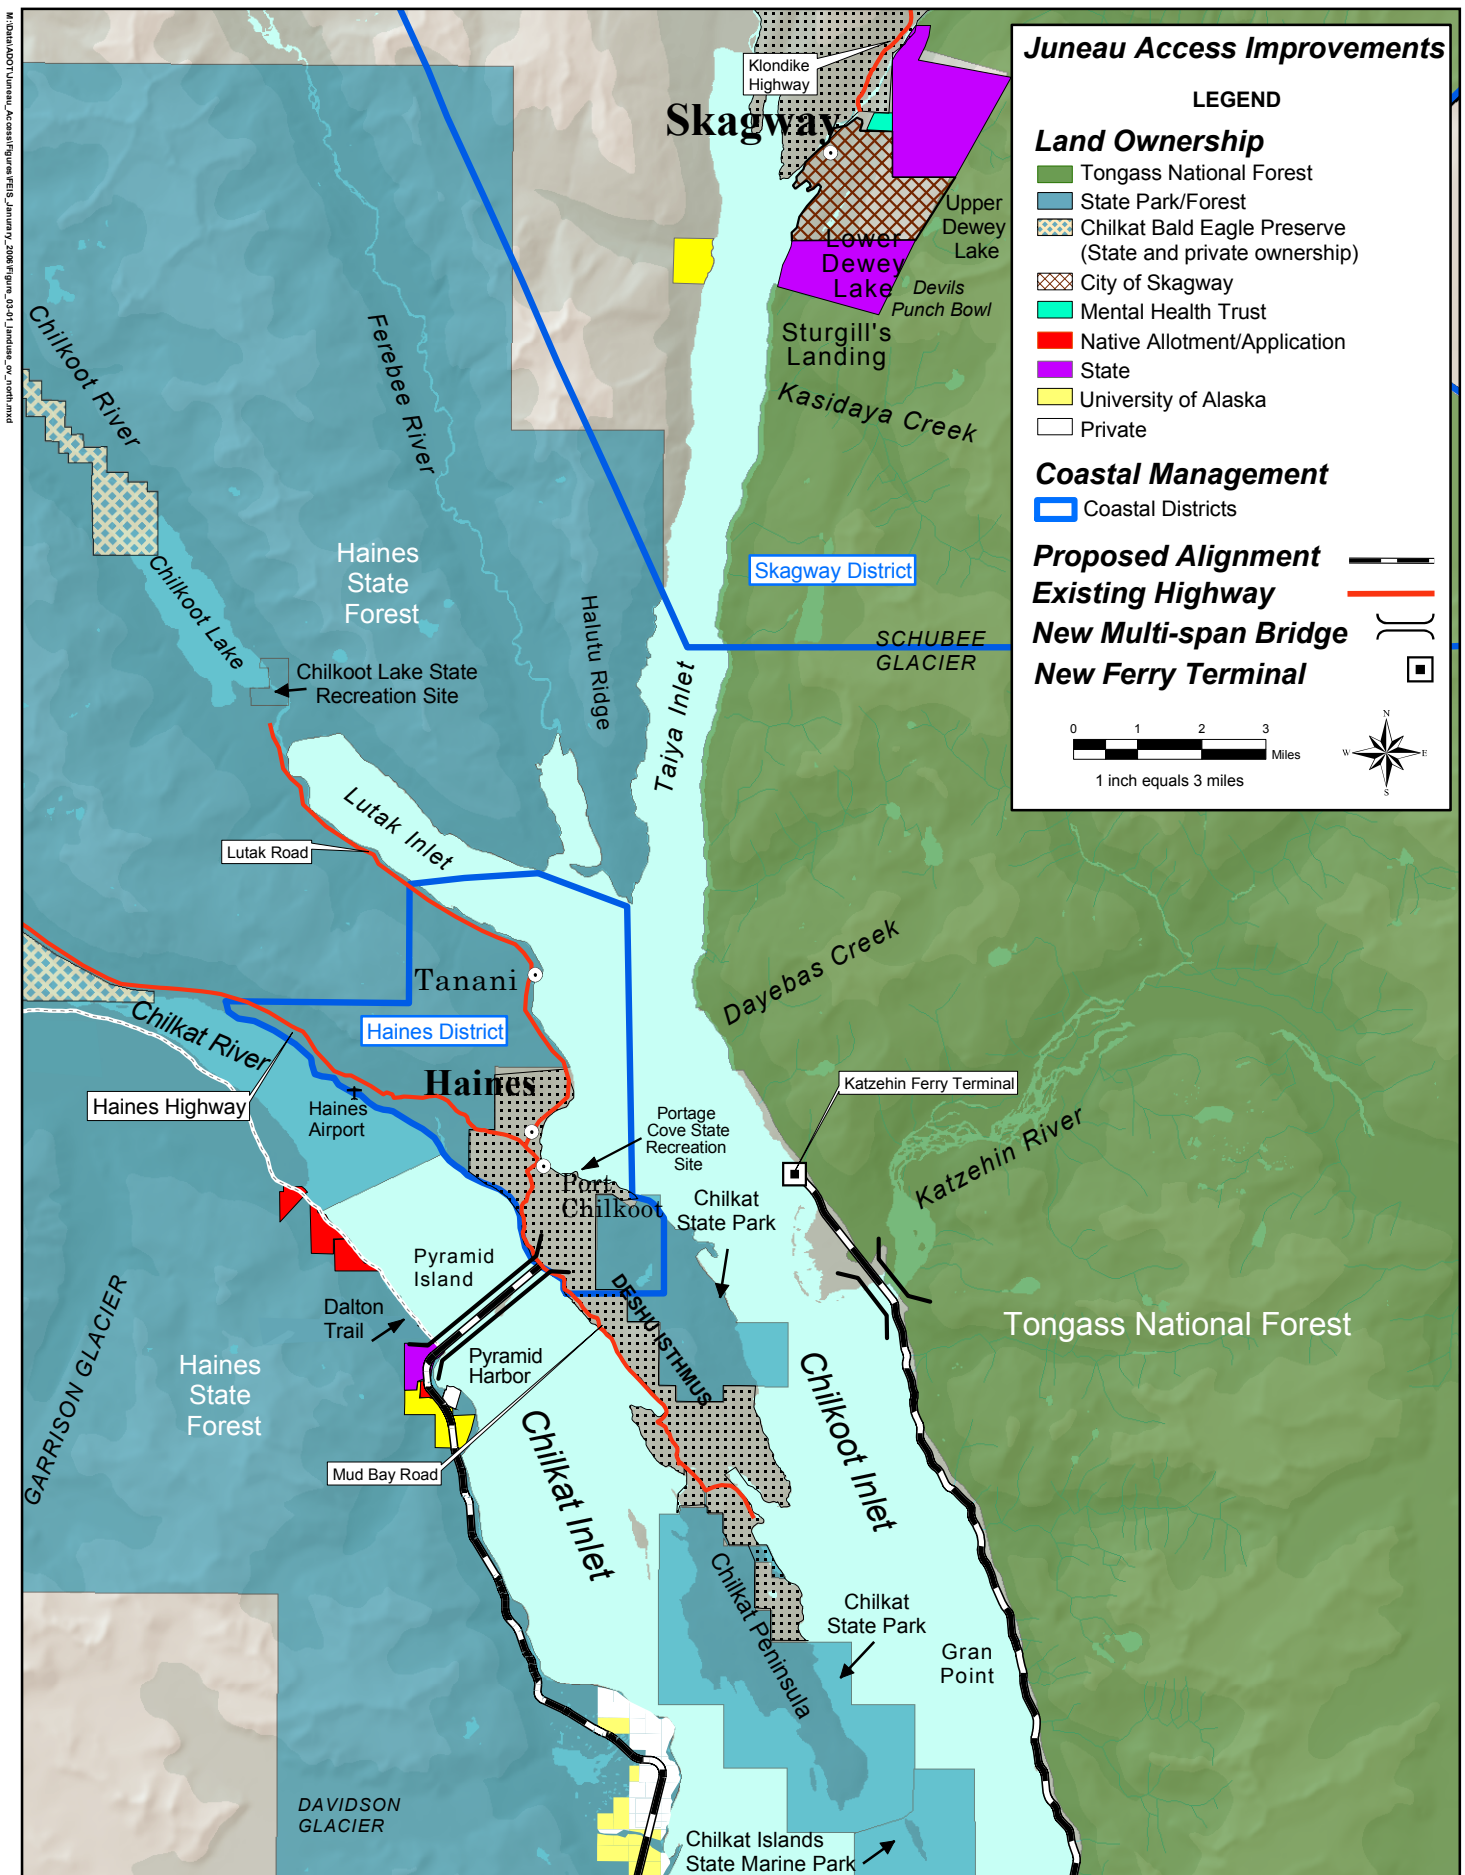 M:\Data\ADOT\Juneau_Access\Figures\FEIS_Janurary_2006\Figure_03-01_landuse_ov_north.mxd
Juneau Access Improvements
LEGEND
Land Ownership
Tongass National Forest
State Park/Forest
Chilkat Bald Eagle Preserve
(State and private ownership)
City of Skagway
Mental Health Trust
Native Allotment/Application
State
University of Alaska
Private
Coastal Management
Coastal Districts
Proposed Alignment
Existing Highway
New Multi-span Bridge
New Ferry Terminal
0 1 2 3
Miles
1 inch equals 3 miles
N
W
E
S
Klondike
Highway
Skagway
Upper
Dewey
Lake
Lower
Dewey
Lake
Devils
Punch Bowl
Sturgill's
Landing
Kasidaya Creek
Chilkoot River
Ferebee River
Haines
State
Forest
Chilkoot Lake
Chilkoot Lake State
Recreation Site
Halutu Ridge
Skagway District
SCHUBEE
GLACIER
Taiya Inlet
Lutak Inlet
Lutak Road
Tanani
Dayebas Creek
Chilkat River
Haines District
Haines
Haines Highway
Haines
Airport
Katzehin Ferry Terminal
Portage
Cove State
Recreation
Site
Port
Chilkoot
Chilkat
State Park
Katzehin River
Pyramid
Island
Dalton
Trail
DESHU ISTHMUS
Tongass National Forest
GARRISON GLACIER
Haines
State
Forest
Pyramid
Harbor
Mud Bay Road
Chilkat Inlet
Chilkoot Inlet
Chilkat Peninsula
Chilkat
State Park
Gran
Point
DAVIDSON
GLACIER
Chilkat Islands
State Marine Park